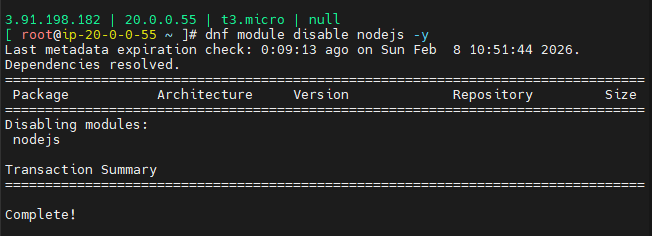 3.91.198.182 | 20.0.0.55 | t3.micro | null
[ root@ip-20-0-0-55 ~ ]# dnf module disable nodejs -y
Last metadata expiration check: 0:09:13 ago on Sun Feb  8 10:51:44 2026.
Dependencies resolved.
================================================================================
 Package           Architecture     Version             Repository         Size
================================================================================
Disabling modules:
 nodejs

Transaction Summary
================================================================================

Complete!